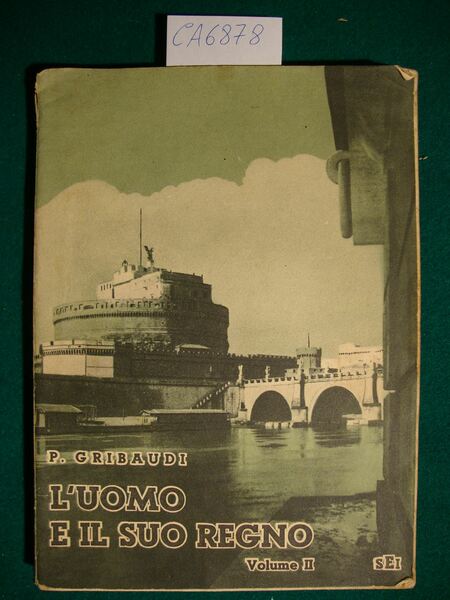 CA6878
P. GRIBAUDI
L'UOMO
E IL SUO REGNO
Volume II
SEI